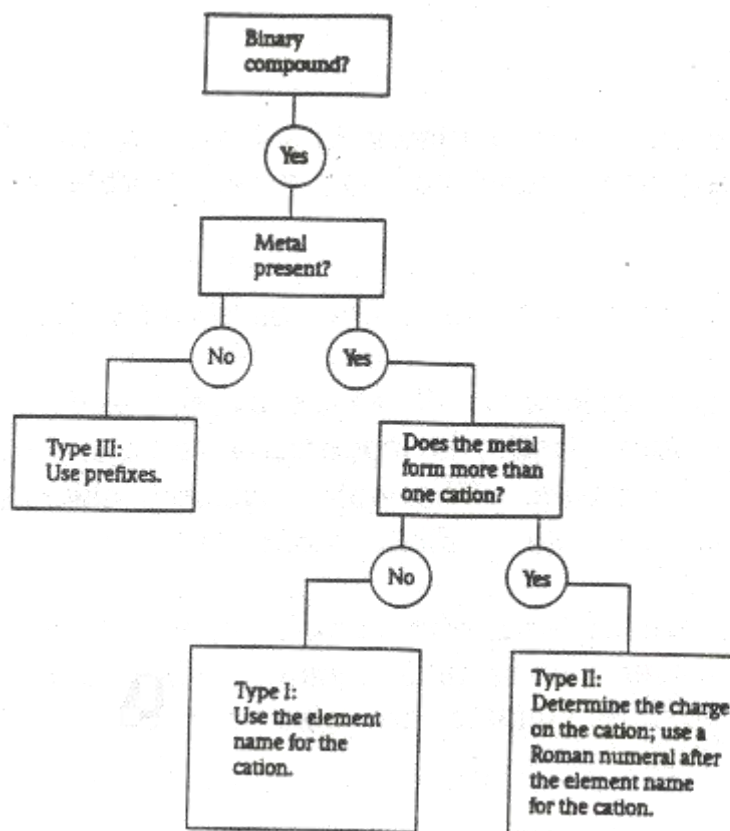 Binary
compound?
Yes
Metal
present?
No
Yes
Type III:
Use prefixes.
Does the metal
form more than
one cation?
No
Yes
Type I:
Use the element
name for the
cation.
Type II:
Determine the charge
on the cation; use a
Roman numeral after
the element name
for the cation.